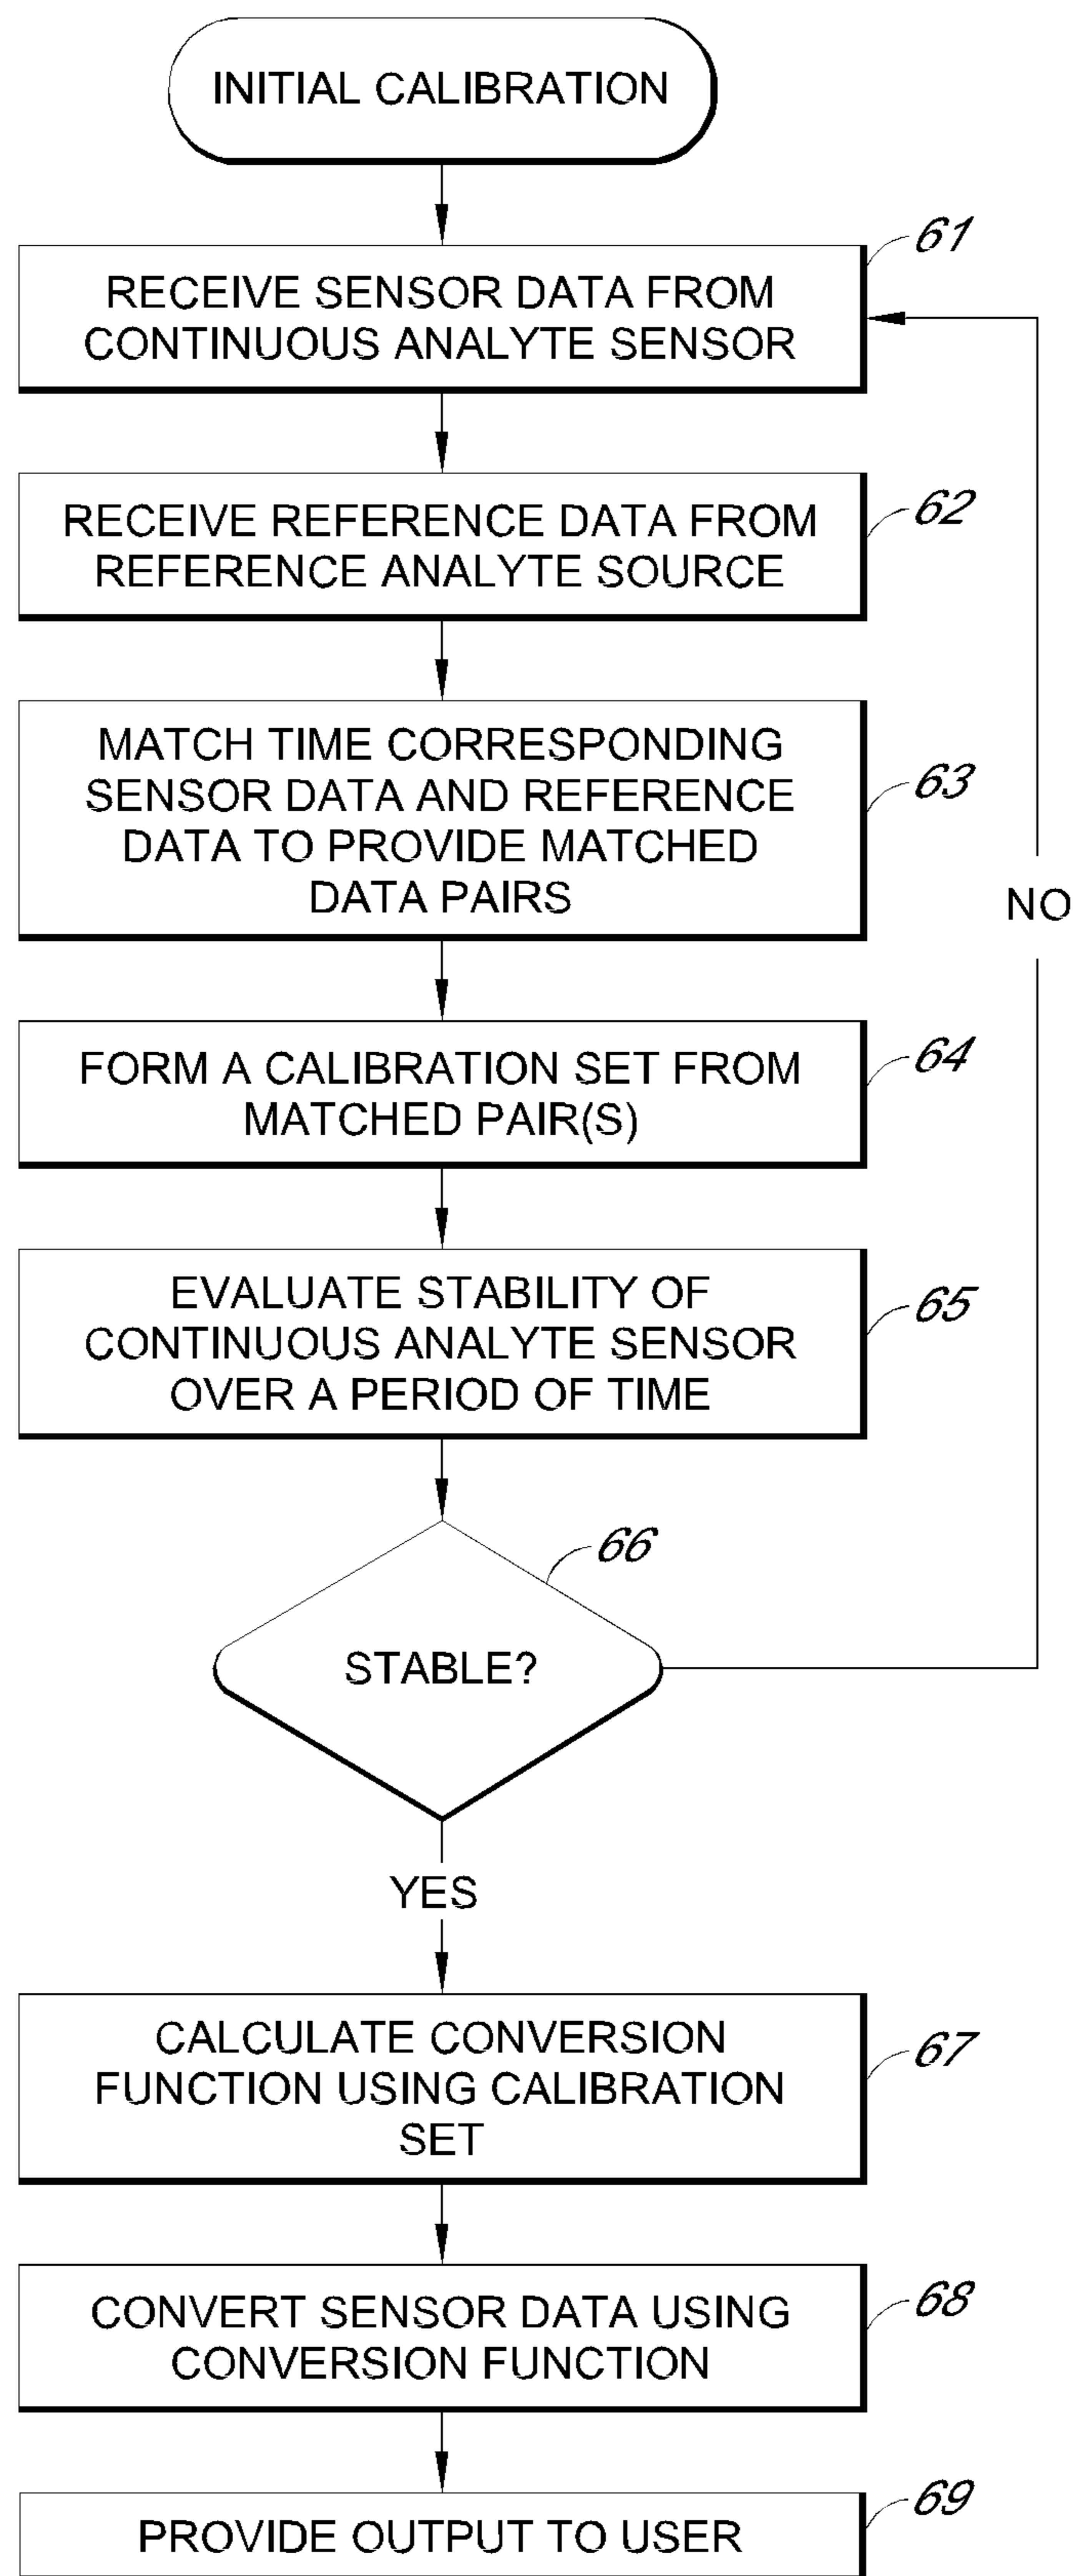 INITIAL CALIBRATION
61
RECEIVE SENSOR DATA FROM
CONTINUOUS ANALYTE SENSOR
62
RECEIVE REFERENCE DATA FROM
REFERENCE ANALYTE SOURCE
63
MATCH TIME CORRESPONDING
SENSOR DATA AND REFERENCE
DATA TO PROVIDE MATCHED
DATA PAIRS
NO
64
FORM A CALIBRATION SET FROM
MATCHED PAIR(S)
65
EVALUATE STABILITY OF
CONTINUOUS ANALYTE SENSOR
OVER A PERIOD OF TIME
66
STABLE?
YES
67
CALCULATE CONVERSION
FUNCTION USING CALIBRATION
SET
68
CONVERT SENSOR DATA USING
CONVERSION FUNCTION
69
PROVIDE OUTPUT TO USER